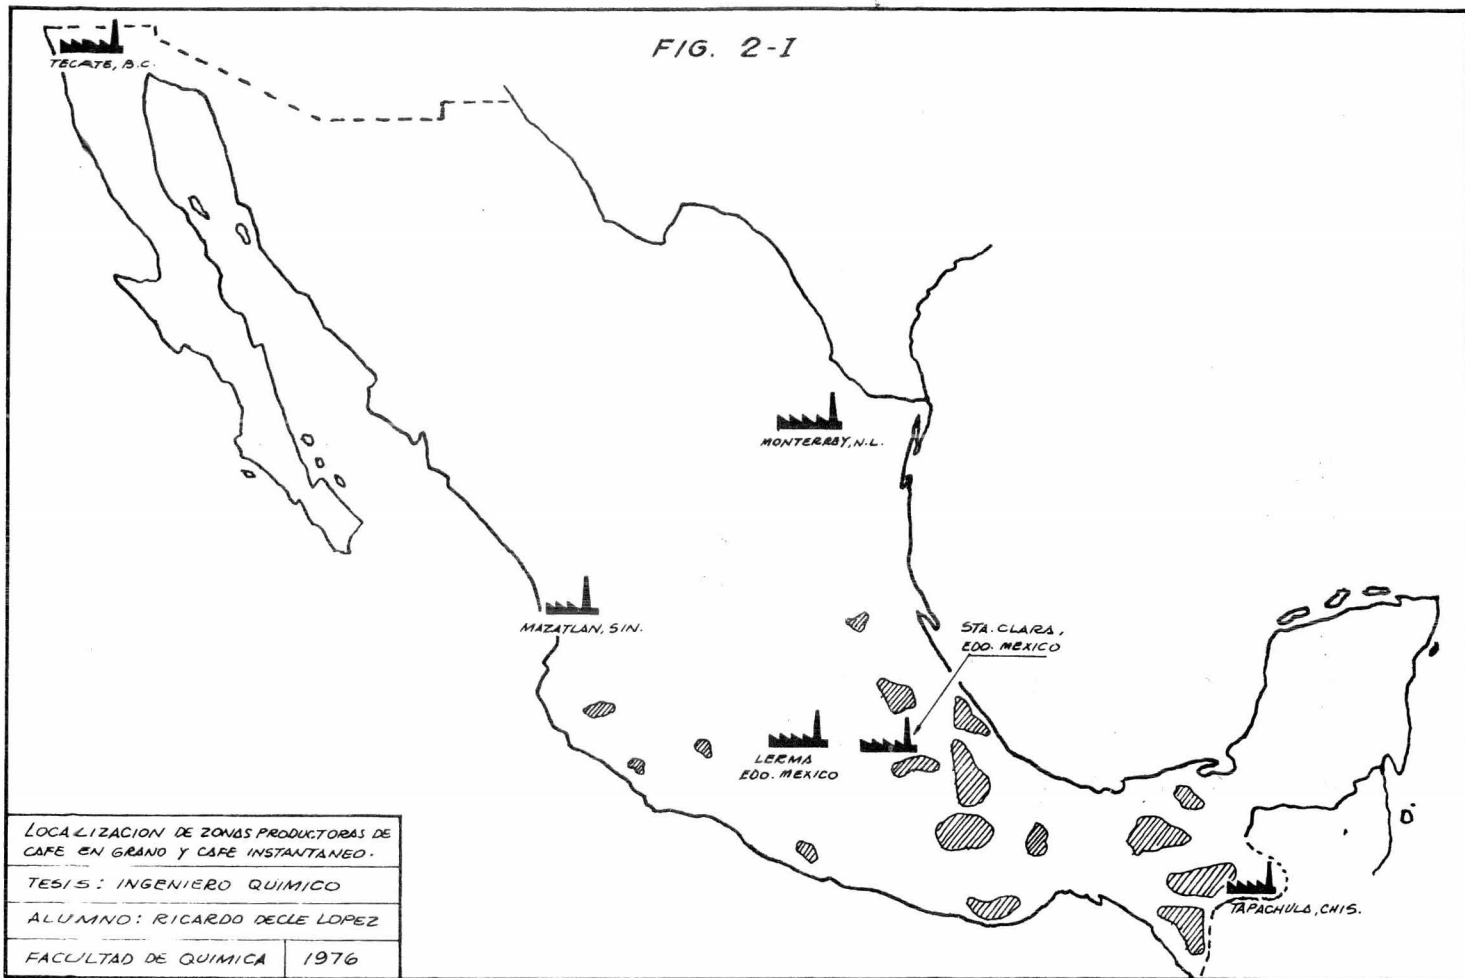 FIG. 2-I
TECATE, B.C.
MONTERREY, N.L.
MAZATLAN, SIN.
STA. CLARA,
EDO. MEXICO
LERMA
EDO. MEXICO
TAPACHULA, CHIS.
LOCALIZACION DE ZONAS PRODUCTORAS DE
CAFE EN GRANO Y CAFE INSTANTANEO.
TESIS: INGENIERO QUIMICO
ALUMNO: RICARDO DECLE LOPEZ
FACULTAD DE QUIMICA 1976